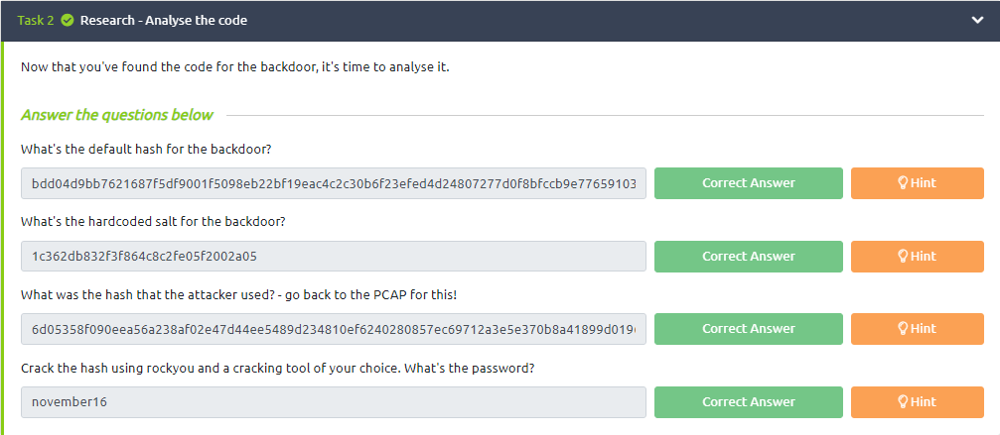 Task 2 Research - Analyse the code
Now that you've found the code for the backdoor, it's time to analyse it.
Answer the questions below
What's the default hash for the backdoor?
bdd04d9bb7621687f5df9001f5098eb22bf19eac4c2c30b6f23efed4d24807277d0f8bfccb9e77659103 Correct Answer Hint
What's the hardcoded salt for the backdoor?
1c362db832f3f864c8c2fe05f2002a05 Correct Answer Hint
What was the hash that the attacker used? - go back to the PCAP for this!
6d05358f090eea56a238af02e47d44ee5489d234810ef6240280857ec69712a3e5e370b8a41899d0196 Correct Answer Hint
Crack the hash using rockyou and a cracking tool of your choice. What's the password?
november16 Correct Answer Hint